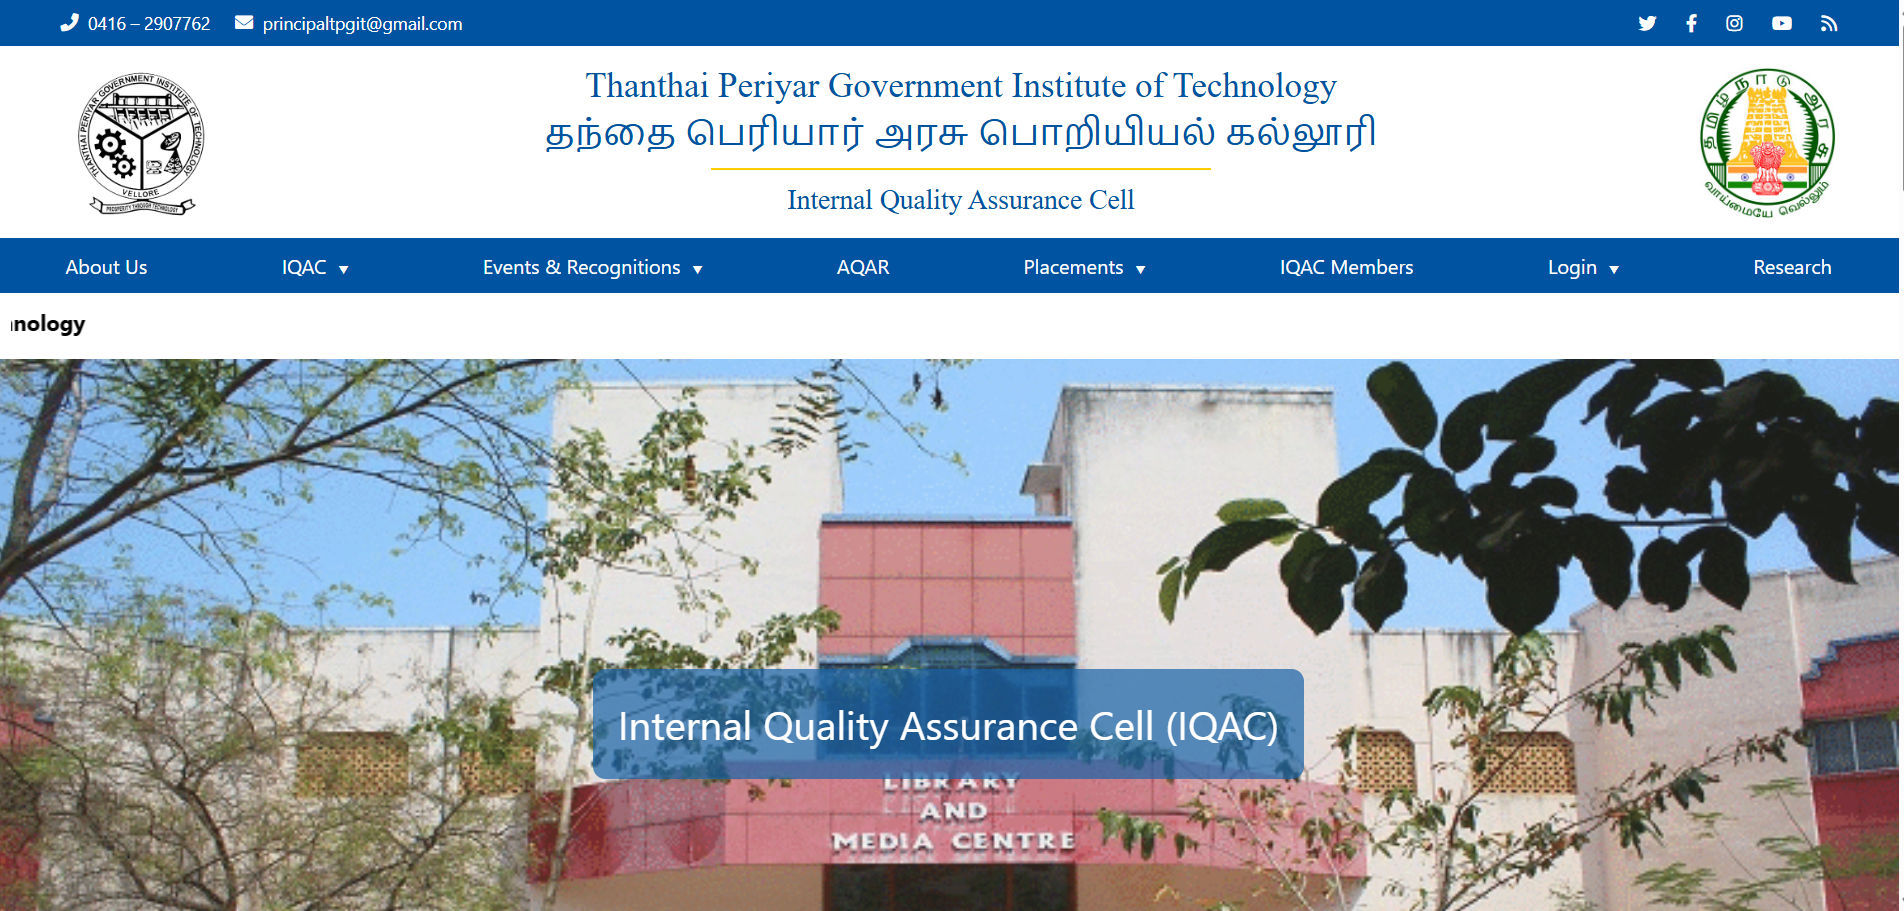 0416 – 2907762 principaltpgit@gmail.com
THANTHAI PERIYAR GOVERNMENT INSTITUTE OF TECHNOLOGY
VELLORE
PROSPERITY THROUGH TECHNOLOGY
Thanthai Periyar Government Institute of Technology
தந்தை பெரியார் அரசு பொறியியல் கல்லூரி
Internal Quality Assurance Cell
தமிழ்நாடு அரசு
வாய்மையே வெல்லும்
About Us IQAC Events & Recognitions AQAR Placements IQAC Members Login Research
nology
Internal Quality Assurance Cell (IQAC)
LIBRARY
AND
MEDIA CENTRE